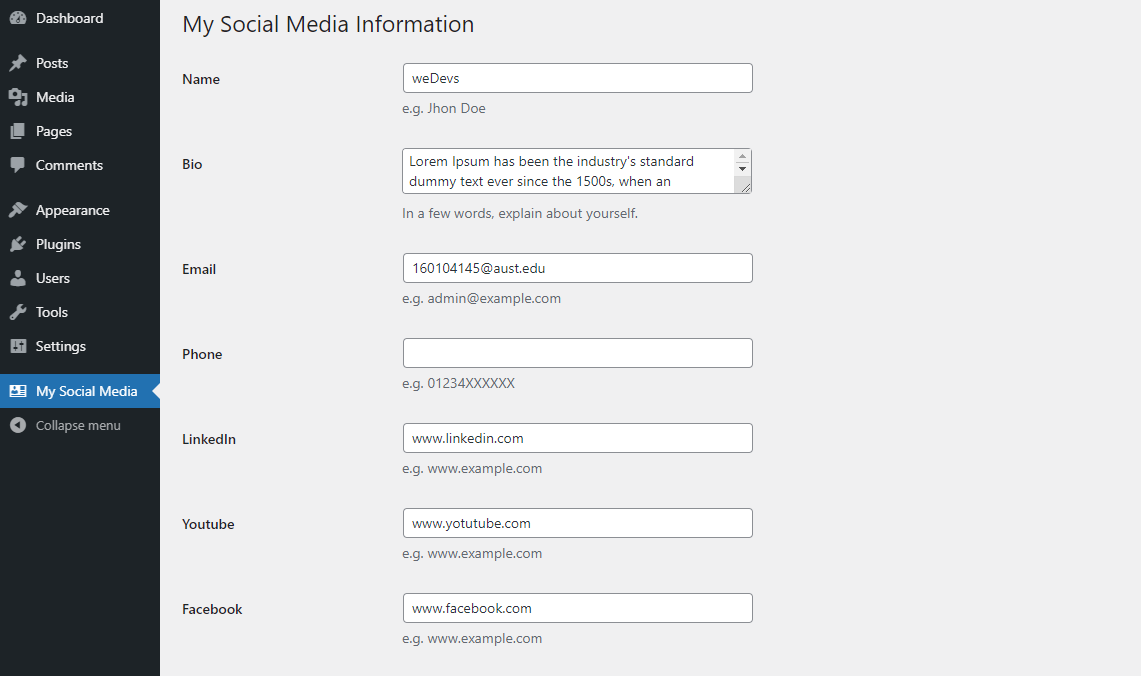 Dashboard
Posts
Media
Pages
Comments
Appearance
Plugins
Users
Tools
Settings
My Social Media
Collapse menu
My Social Media Information
Name
weDevs
e.g. Jhon Doe
Bio
Lorem Ipsum has been the industry's standard
dummy text ever since the 1500s, when an
In a few words, explain about yourself.
Email
160104145@aust.edu
e.g. admin@example.com
Phone
e.g. 01234XXXXXX
LinkedIn
www.linkedin.com
e.g. www.example.com
Youtube
www.yotutube.com
e.g. www.example.com
Facebook
www.facebook.com
e.g. www.example.com